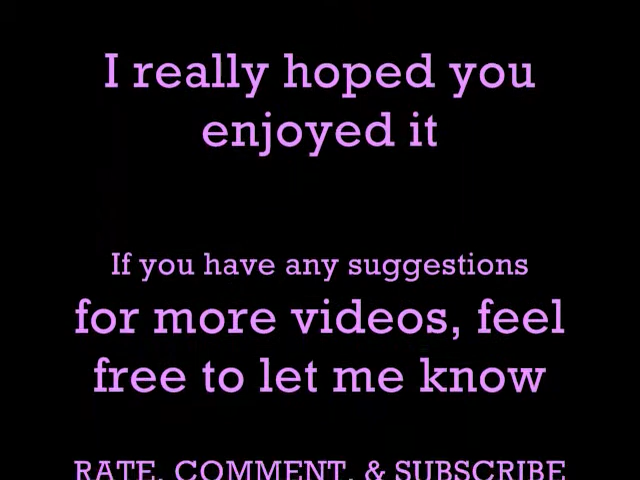 I really hoped you
enjoyed it
If you have any suggestions
for more videos, feel
free to let me know
RATE, COMMENT, & SUBSCRIBE